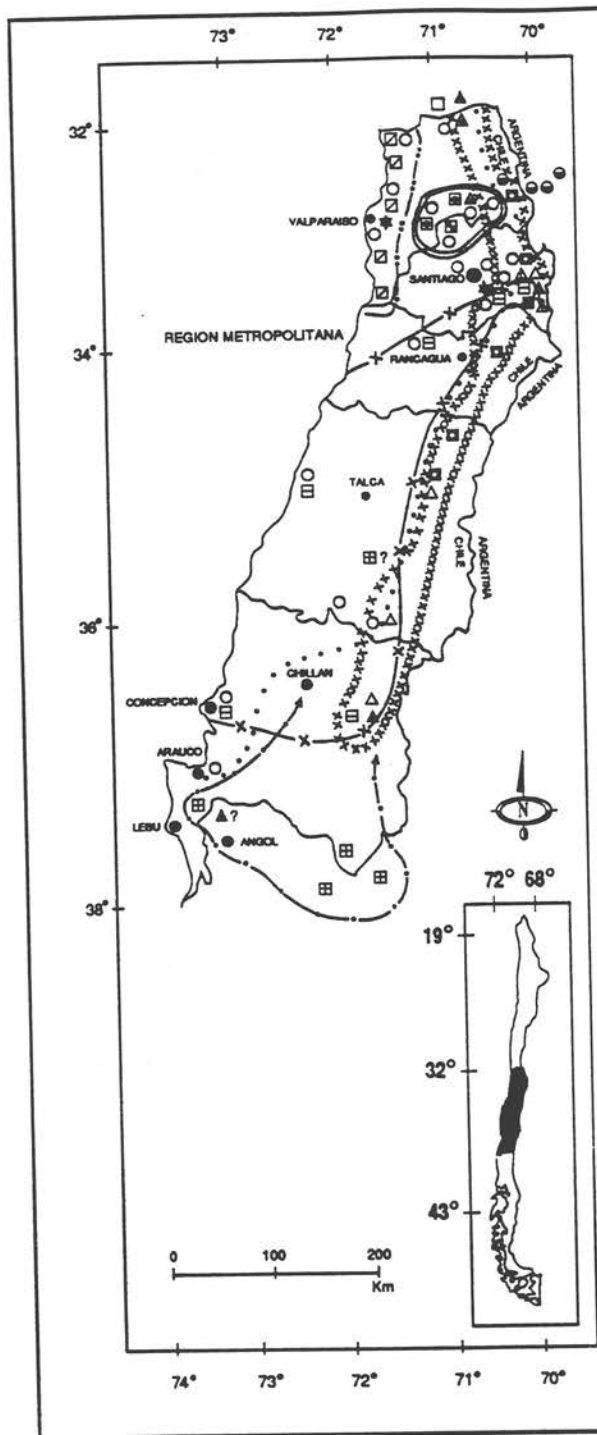 73° 72° 71° 70°
32°
ARGENTINA
CHILE
VALPARAISO
SANTIAGO
REGION METROPOLITANA
34°
RANCAGUA
CHILE
ARGENTINA
TALCA
ARGENTINA
CHILE
?
36°
CHILLAN
CONCEPCION
ARAUCO
?
LEBU
ANGOL
N
72° 68°
38°
19°
32°
43°
0 100 200
Km
74° 73° 72° 71° 70°